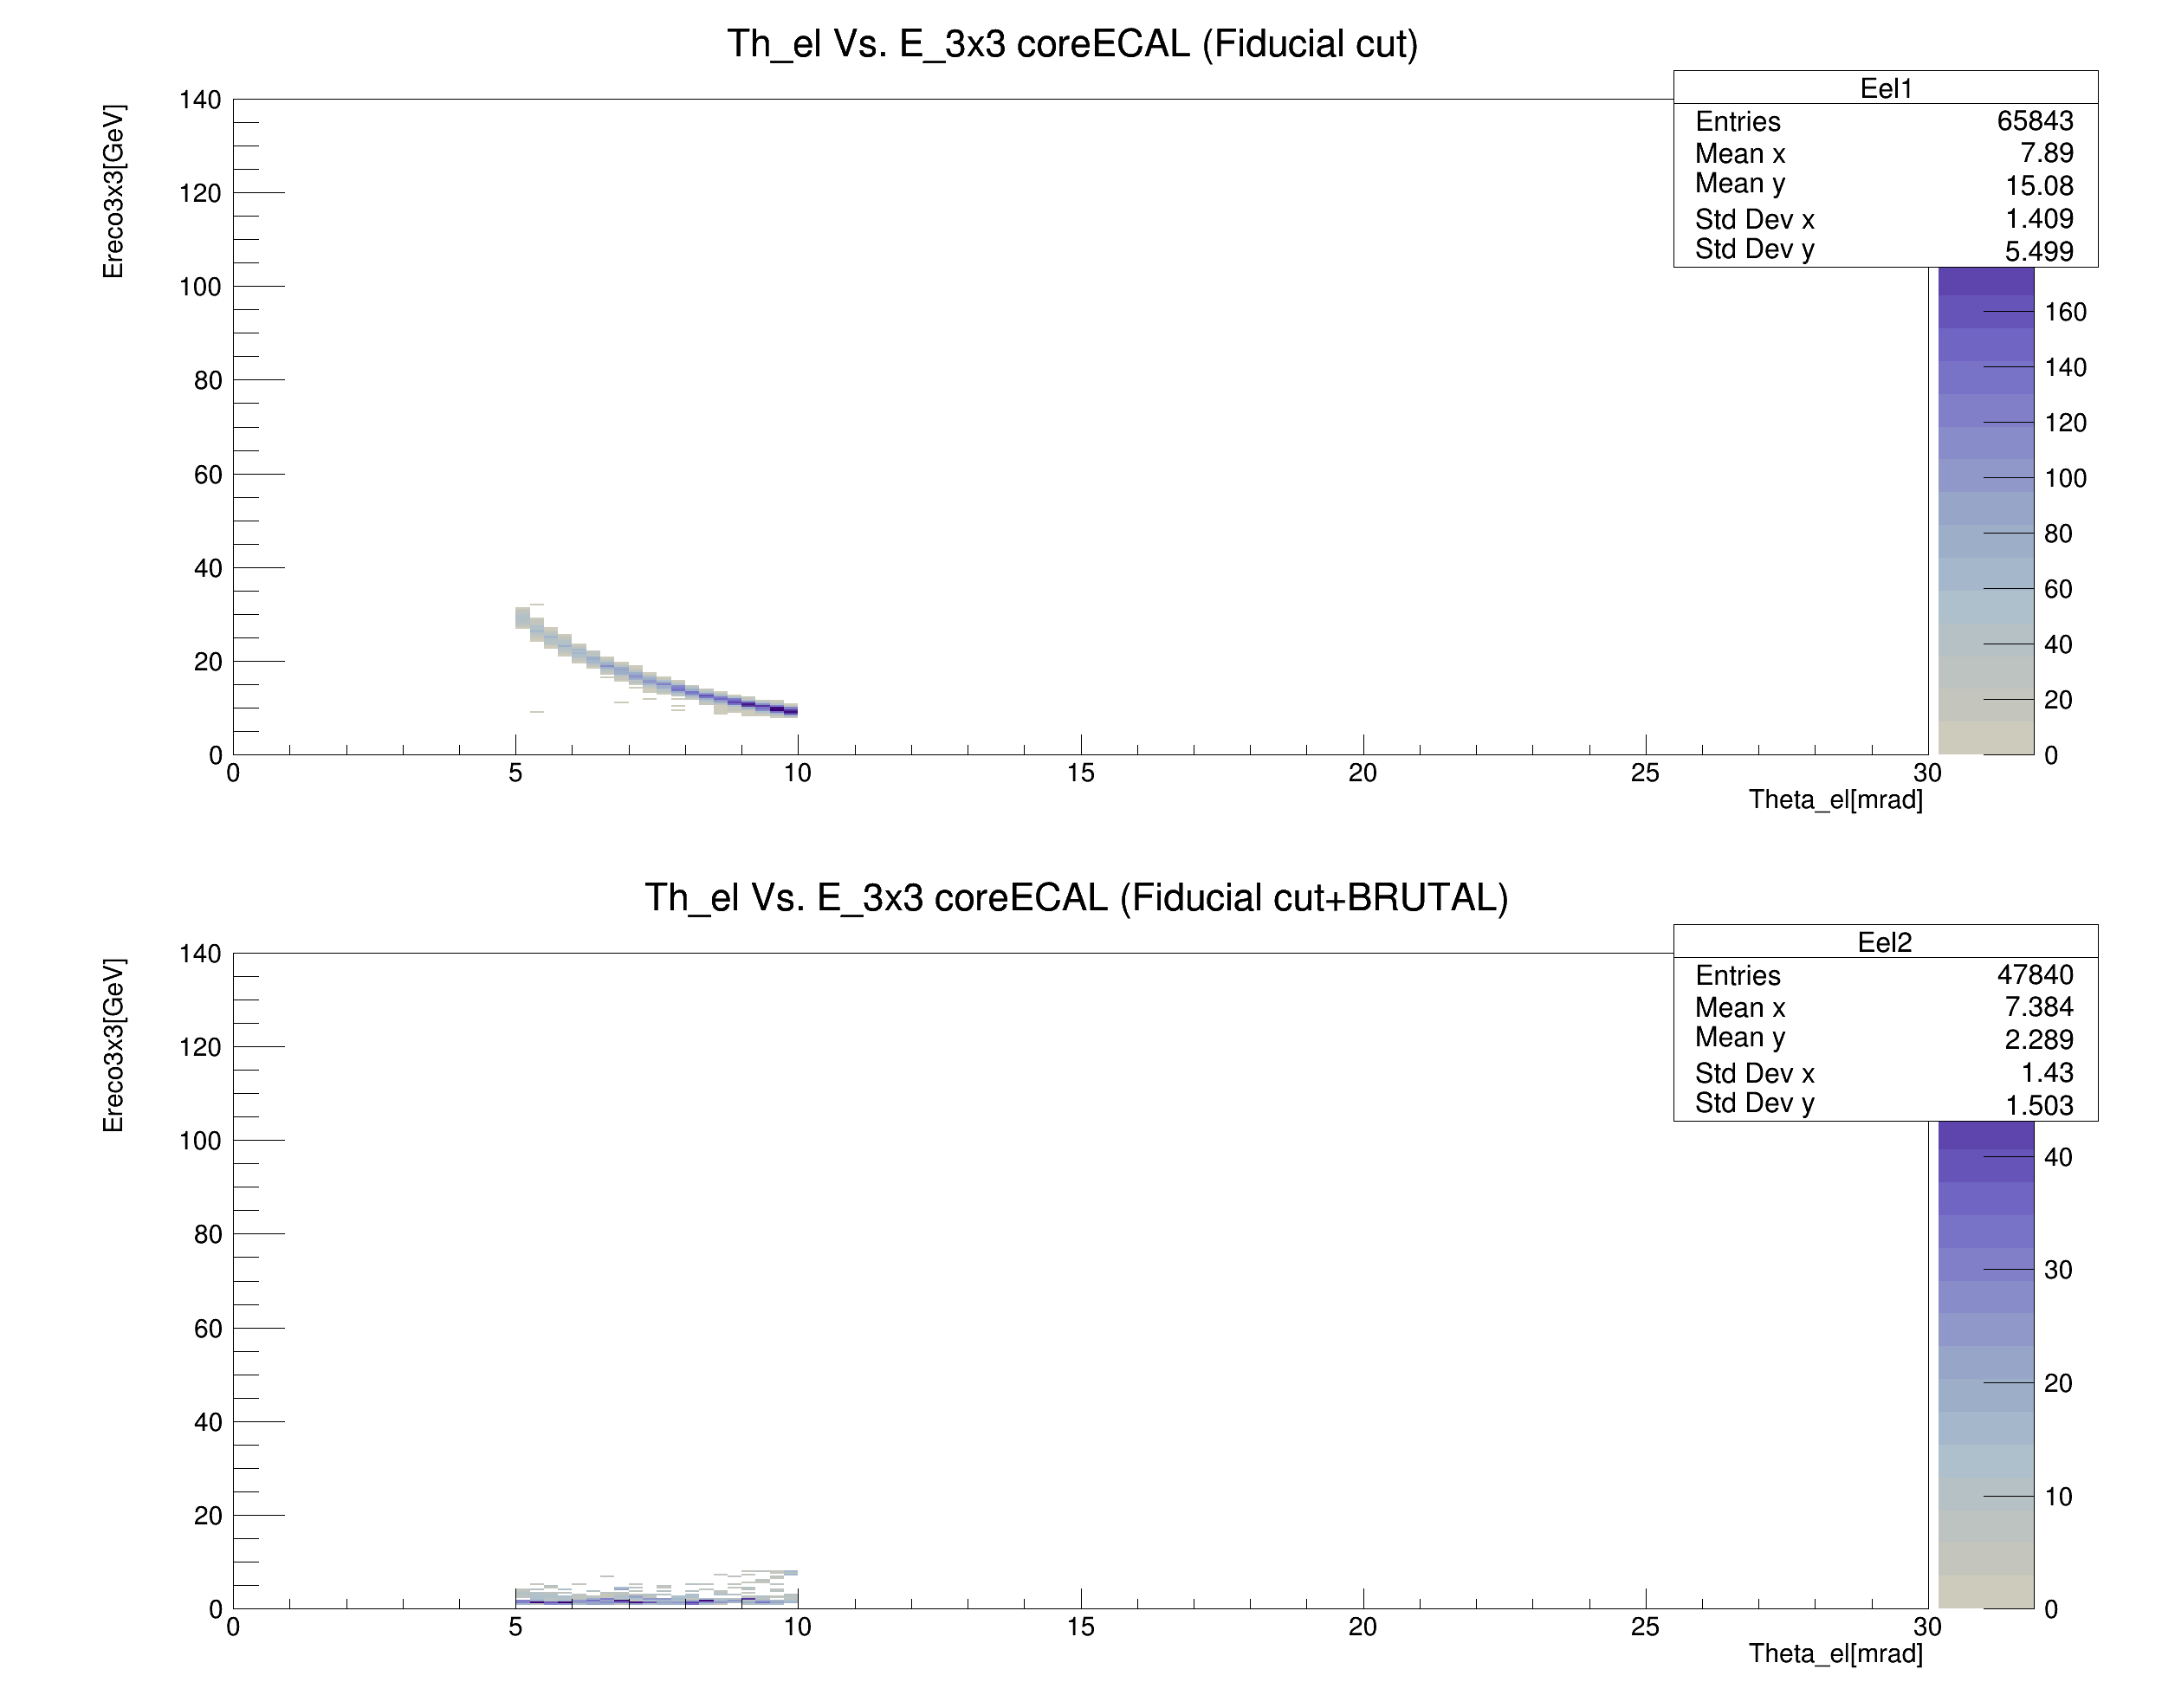 Th_el Vs. E_3x3 coreECAL (Fiducial cut)
Ereco3x3[GeV]
140
120
100
80
60
40
20
0
0 5 10 15 20 25 30
Theta_el[mrad]
Eel1
Entries 65843
Mean x 7.89
Mean y 15.08
Std Dev x 1.409
Std Dev y 5.499
160
140
120
100
80
60
40
20
0
Th_el Vs. E_3x3 coreECAL (Fiducial cut+BRUTAL)
Ereco3x3[GeV]
140
120
100
80
60
40
20
0
0 5 10 15 20 25 30
Theta_el[mrad]
Eel2
Entries 47840
Mean x 7.384
Mean y 2.289
Std Dev x 1.43
Std Dev y 1.503
40
30
20
10
0